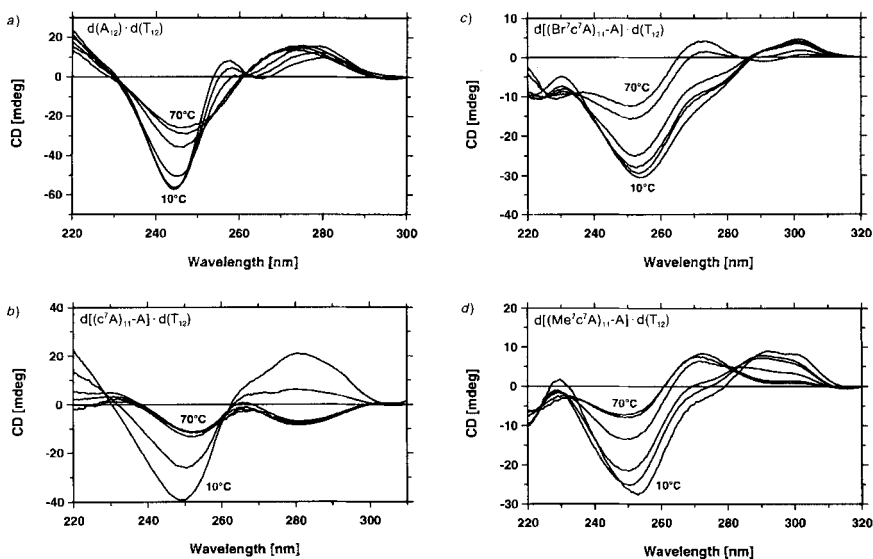 a)
d(A₁₂) · d(T₁₂)
CD [mdeg]
20
0
-20
-40
-60
70°C
10°C
220 240 260 280 300
Wavelength [nm]
b)
d[(c⁷A)₁₁-A] · d(T₁₂)
CD [mdeg]
40
20
0
-20
-40
70°C
10°C
220 240 260 280 300
Wavelength [nm]
c)
d[(Br⁷c⁷A)₁₁-A] · d(T₁₂)
CD [mdeg]
10
0
-10
-20
-30
-40
70°C
10°C
220 240 260 280 300 320
Wavelength [nm]
d)
d[(Me⁷c⁷A)₁₁-A] · d(T₁₂)
CD [mdeg]
20
10
0
-10
-20
-30
70°C
10°C
220 240 260 280 300 320
Wavelength [nm]